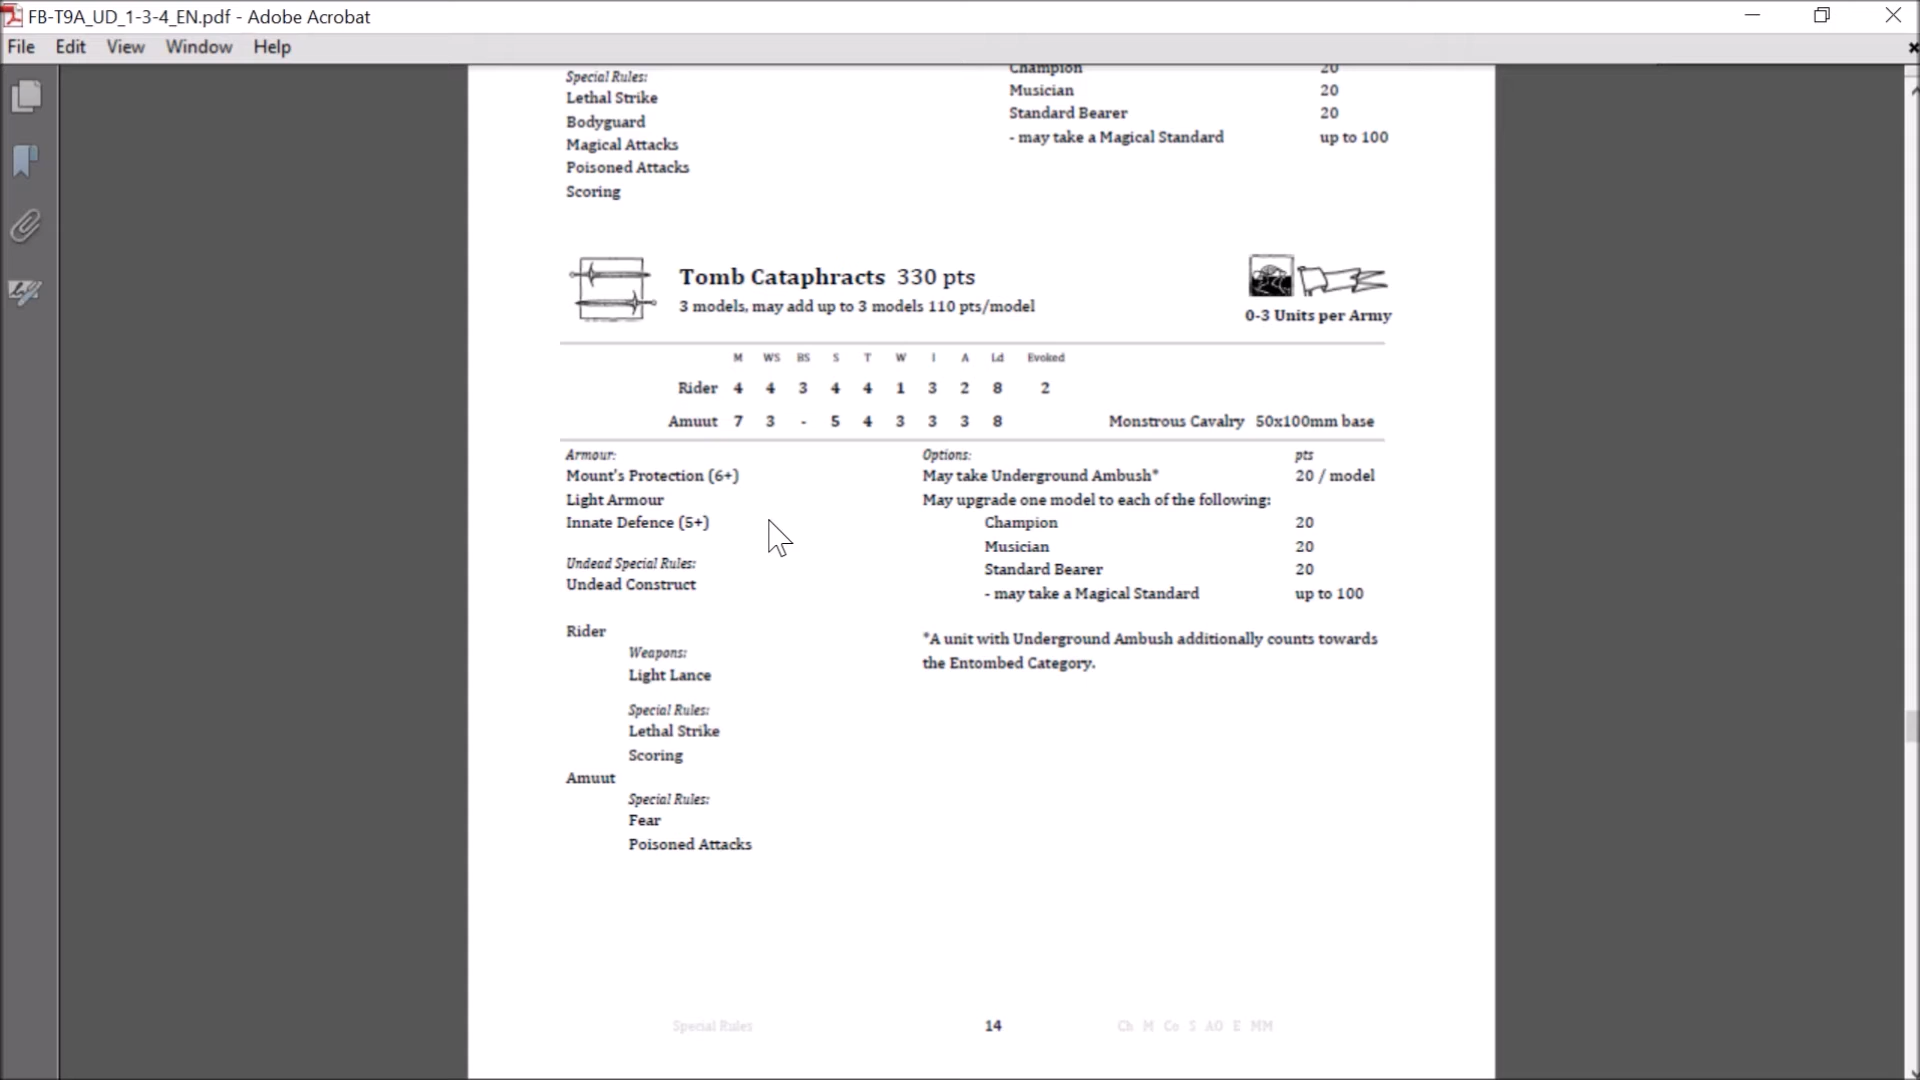 FB-T9A_UD_1-3-4_EN.pdf - Adobe Acrobat
File Edit View Window Help
Special Rules:
Lethal Strike
Bodyguard
Magical Attacks
Poisoned Attacks
Scoring
Champion 20
Musician 20
Standard Bearer 20
- may take a Magical Standard up to 100
Tomb Cataphracts 330 pts
3 models, may add up to 3 models 110 pts/model
0-3 Units per Army
M WS BS S T W I A Ld Evoked
Rider 4 4 3 4 4 1 3 2 8 2
Amuut 7 3 - 5 4 3 3 3 8 Monstrous Cavalry 50x100mm base
Armour:
Mount's Protection (6+)
Light Armour
Innate Defence (5+)
Undead Special Rules:
Undead Construct
Rider
Weapons:
Light Lance
Special Rules:
Lethal Strike
Scoring
Amuut
Special Rules:
Fear
Poisoned Attacks
Options: pts
May take Underground Ambush* 20 / model
May upgrade one model to each of the following:
Champion 20
Musician 20
Standard Bearer 20
- may take a Magical Standard up to 100
*A unit with Underground Ambush additionally counts towards
the Entombed Category.
Special Rules 14 Ch M Co S AO E MM